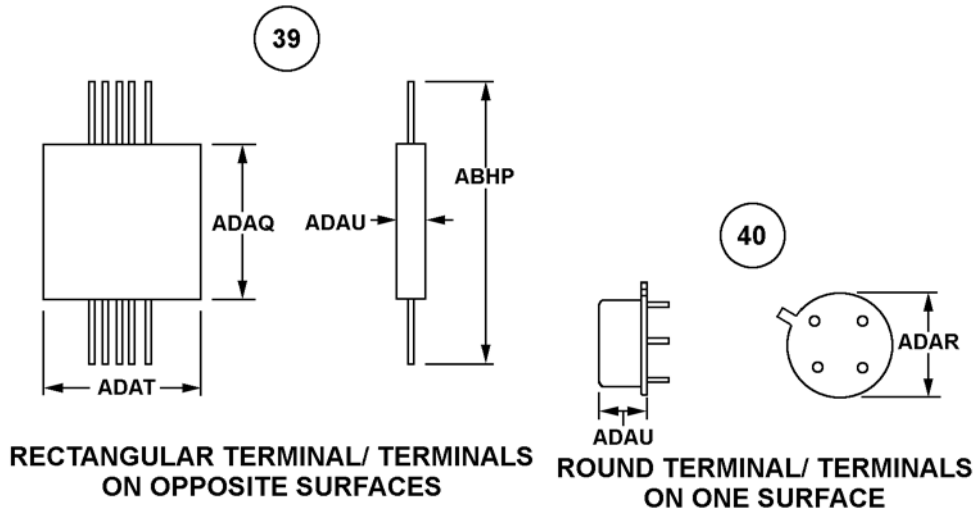 39
ADAQ
ADAU
ABHP
ADAT
RECTANGULAR TERMINAL/ TERMINALS
ON OPPOSITE SURFACES
40
ADAR
ADAU
ROUND TERMINAL/ TERMINALS
ON ONE SURFACE